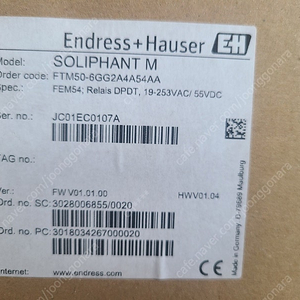 Endress+Hauser EH
Model: SOLIPHANT M
Order code: FTM50-6GG2A4A54AA
Spec.: FEM54; Relais DPDT, 19-253VAC/ 55VDC
Ser. no.: JC01EC0107A
TAG no.:
Ver.: FW V01.01.00 HWV01.04
Ord. no. SC: 3028006855/0020
Ord. no. PC: 3018034267000020
Internet: www.endress.com
Made in Germany, D-79689 Maulburg